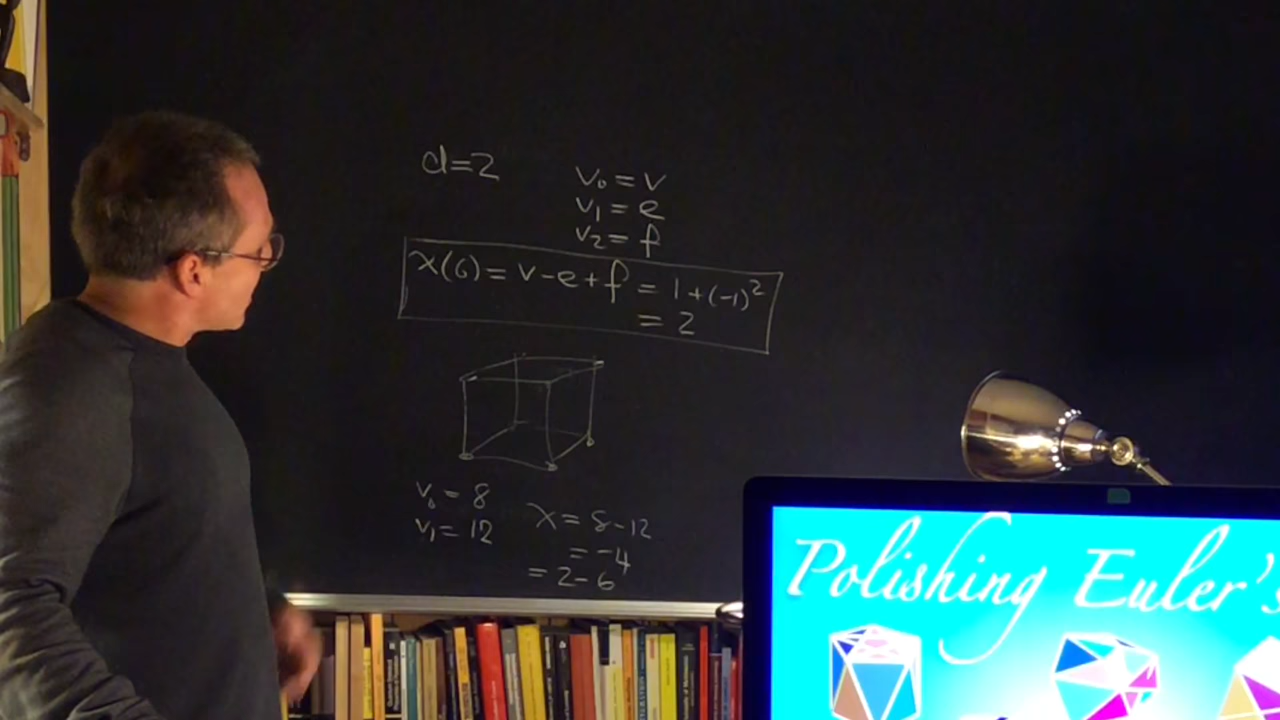 d=2
v₀ = v
v₁ = e
v₂ = f
χ(G) = v-e+f = 1+(-1)²
= 2
v₀ = 8
v₁ = 12
χ = 8-12
= -4
= 2-6
Polishing Euler's